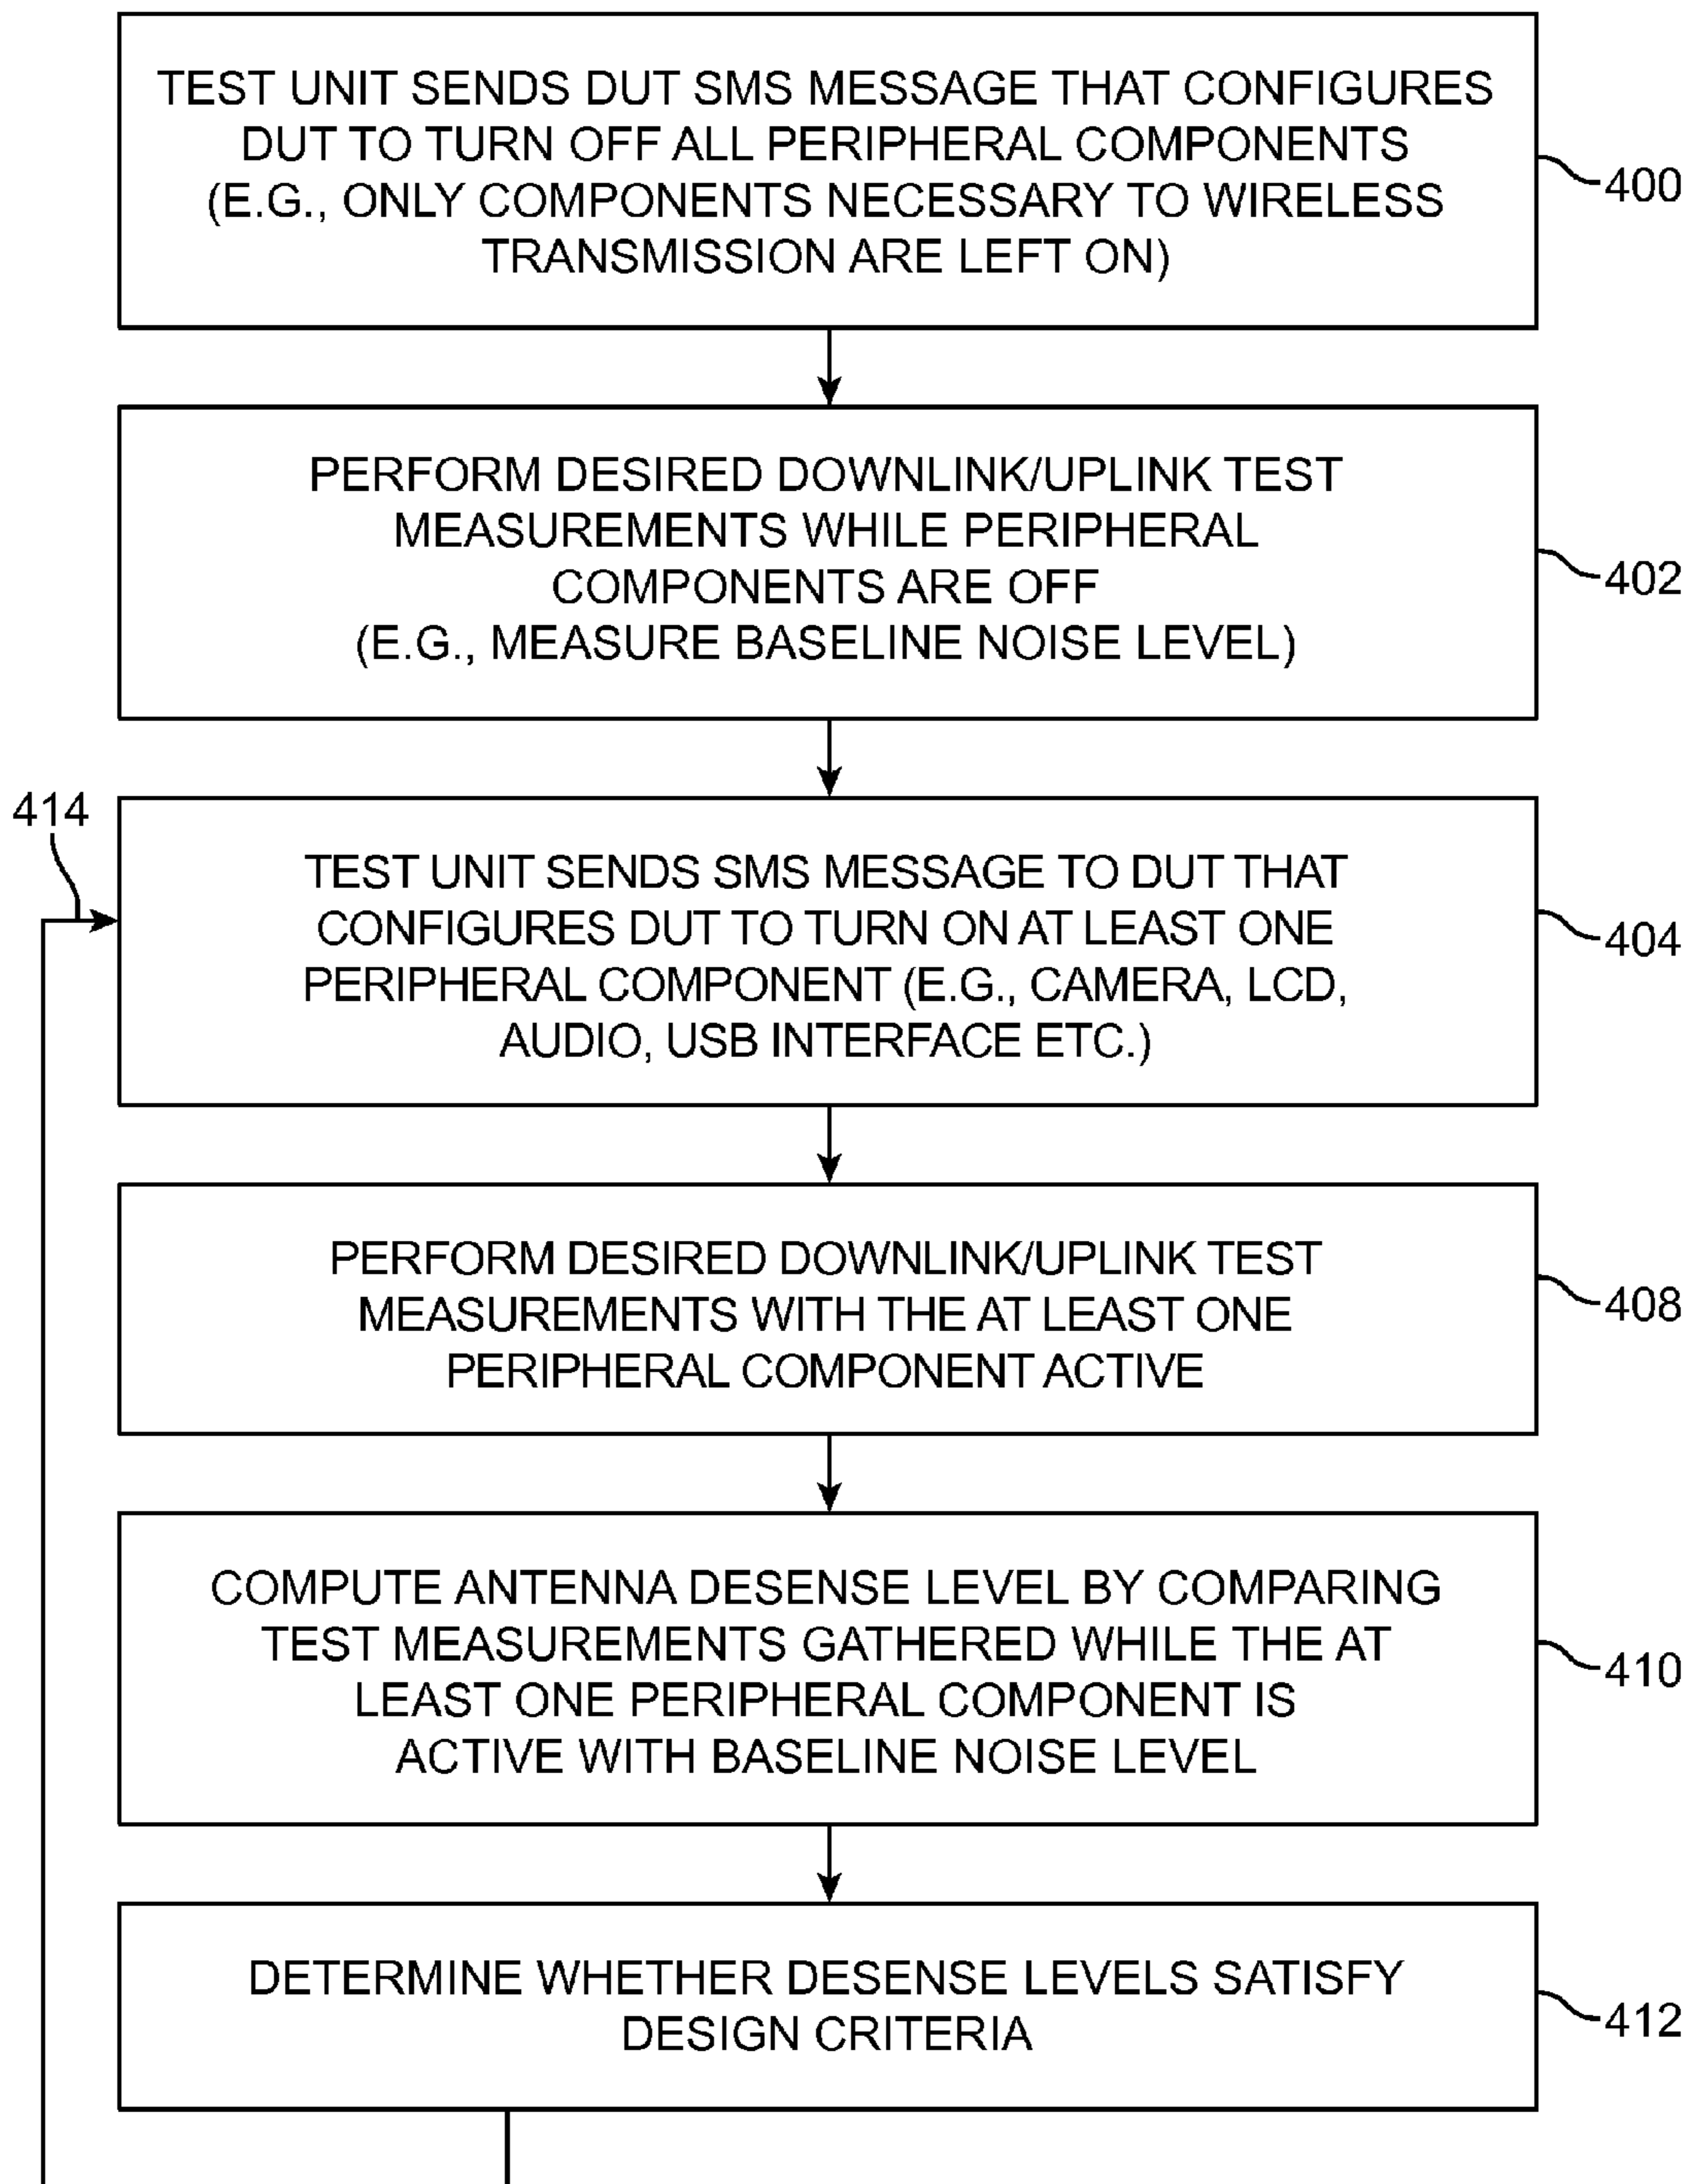 TEST UNIT SENDS DUT SMS MESSAGE THAT CONFIGURES
DUT TO TURN OFF ALL PERIPHERAL COMPONENTS
(E.G., ONLY COMPONENTS NECESSARY TO WIRELESS
TRANSMISSION ARE LEFT ON)
400
PERFORM DESIRED DOWNLINK/UPLINK TEST
MEASUREMENTS WHILE PERIPHERAL
COMPONENTS ARE OFF
(E.G., MEASURE BASELINE NOISE LEVEL)
402
414
TEST UNIT SENDS SMS MESSAGE TO DUT THAT
CONFIGURES DUT TO TURN ON AT LEAST ONE
PERIPHERAL COMPONENT (E.G., CAMERA, LCD,
AUDIO, USB INTERFACE ETC.)
404
PERFORM DESIRED DOWNLINK/UPLINK TEST
MEASUREMENTS WITH THE AT LEAST ONE
PERIPHERAL COMPONENT ACTIVE
408
COMPUTE ANTENNA DESENSE LEVEL BY COMPARING
TEST MEASUREMENTS GATHERED WHILE THE AT
LEAST ONE PERIPHERAL COMPONENT IS
ACTIVE WITH BASELINE NOISE LEVEL
410
DETERMINE WHETHER DESENSE LEVELS SATISFY
DESIGN CRITERIA
412